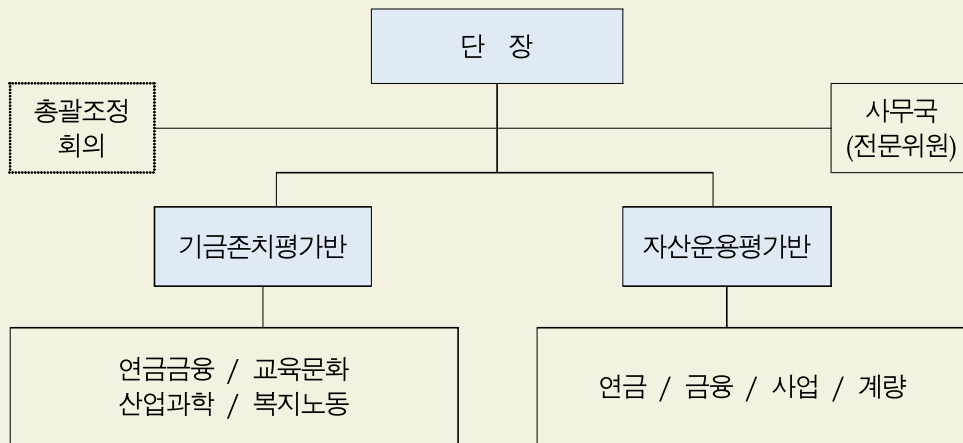 단 장
총괄조정
회의
사무국
(전문위원)
기금존치평가반
자산운용평가반
연금금융 / 교육문화
산업과학 / 복지노동
연금 / 금융 / 사업 / 계량